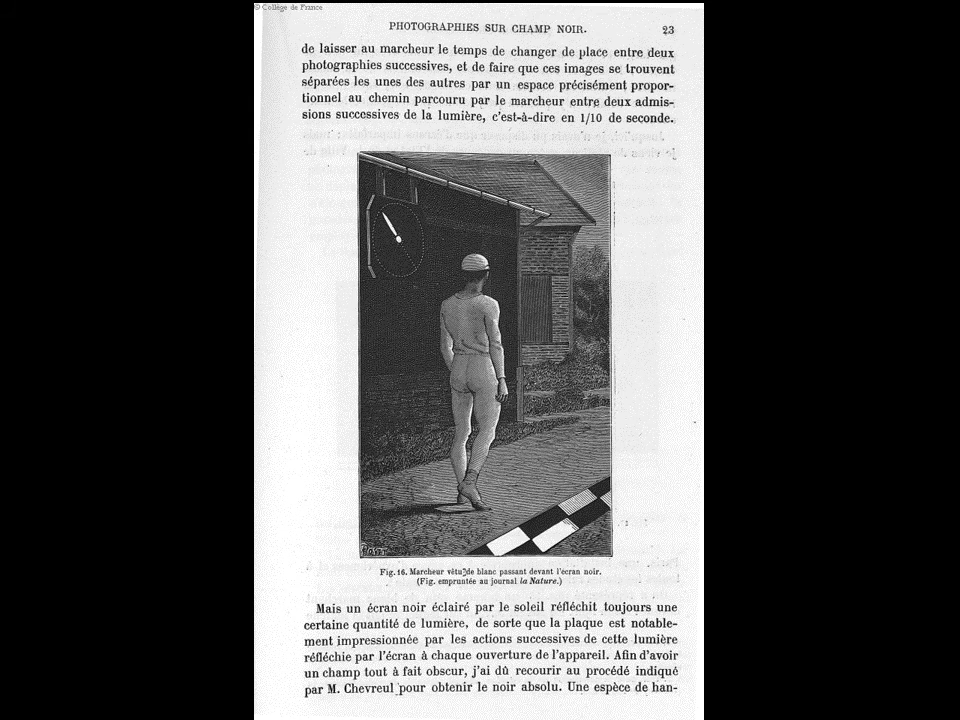 © Collège de France
PHOTOGRAPHIES SUR CHAMP NOIR. 23
de laisser au marcheur le temps de changer de place entre deux
photographies successives, et de faire que ces images se trouvent
séparées les unes des autres par un espace précisément propor-
tionnel au chemin parcouru par le marcheur entre deux admis-
sions successives de la lumière, c'est-à-dire en 1/10 de seconde.
Fig. 16. Marcheur vêtu de blanc passant devant l'écran noir.
(Fig. empruntée au journal la Nature.)
Mais un écran noir éclairé par le soleil réfléchit toujours une
certaine quantité de lumière, de sorte que la plaque est notable-
ment impressionnée par les actions successives de cette lumière
réfléchie par l'écran à chaque ouverture de l'appareil. Afin d'avoir
un champ tout à fait obscur, j'ai dû recourir au procédé indiqué
par M. Chevreul pour obtenir le noir absolu. Une espèce de han-